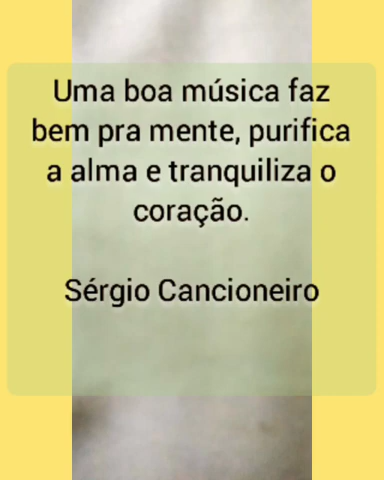 Uma boa música faz
bem pra mente, purifica
a alma e tranquiliza o
coração.
Sérgio Cancioneiro